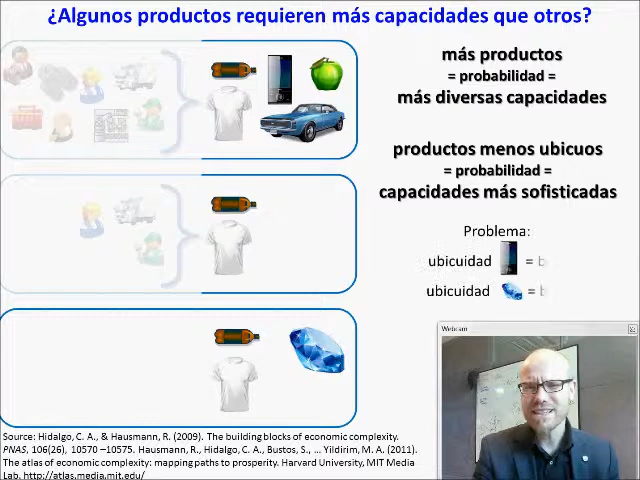 ¿Algunos productos requieren más capacidades que otros?
más productos
= probabilidad =
más diversas capacidades
productos menos ubicuos
= probabilidad =
capacidades más sofisticadas
Problema:
ubicuidad = b
ubicuidad = b
Webcam
Source: Hidalgo, C. A., & Hausmann, R. (2009). The building blocks of economic complexity.
PNAS, 106(26), 10570 –10575. Hausmann, R., Hidalgo, C. A., Bustos, S., ... Yildirim, M. A. (2011).
The atlas of economic complexity: mapping paths to prosperity. Harvard University, MIT Media
Lab. http://atlas.media.mit.edu/